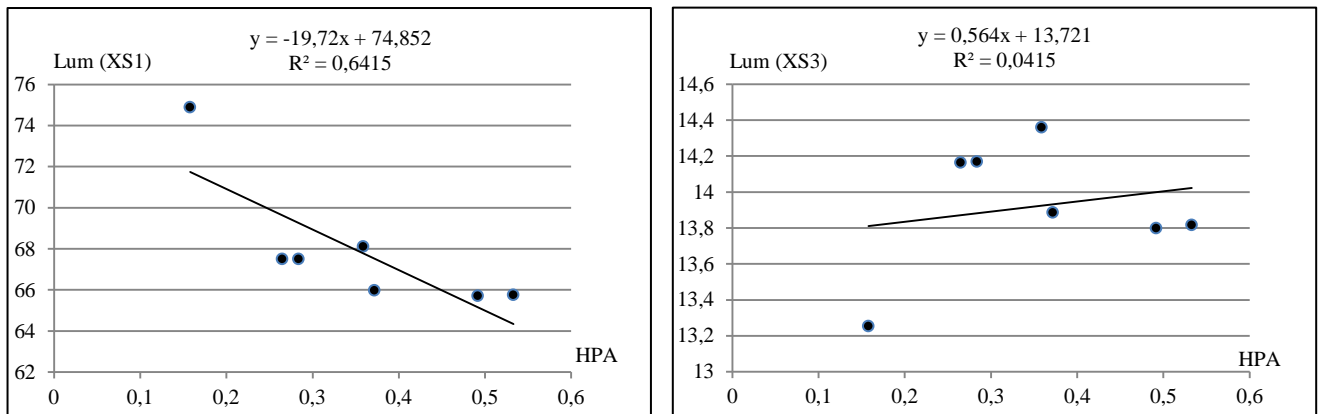 y = -19,72x + 74,852
R² = 0,6415
Lum (XS1)
76
74
72
70
68
66
64
62
HPA
0 0,1 0,2 0,3 0,4 0,5 0,6
y = 0,564x + 13,721
R² = 0,0415
Lum (XS3)
14,6
14,4
14,2
14
13,8
13,6
13,4
13,2
13
HPA
0 0,1 0,2 0,3 0,4 0,5 0,6